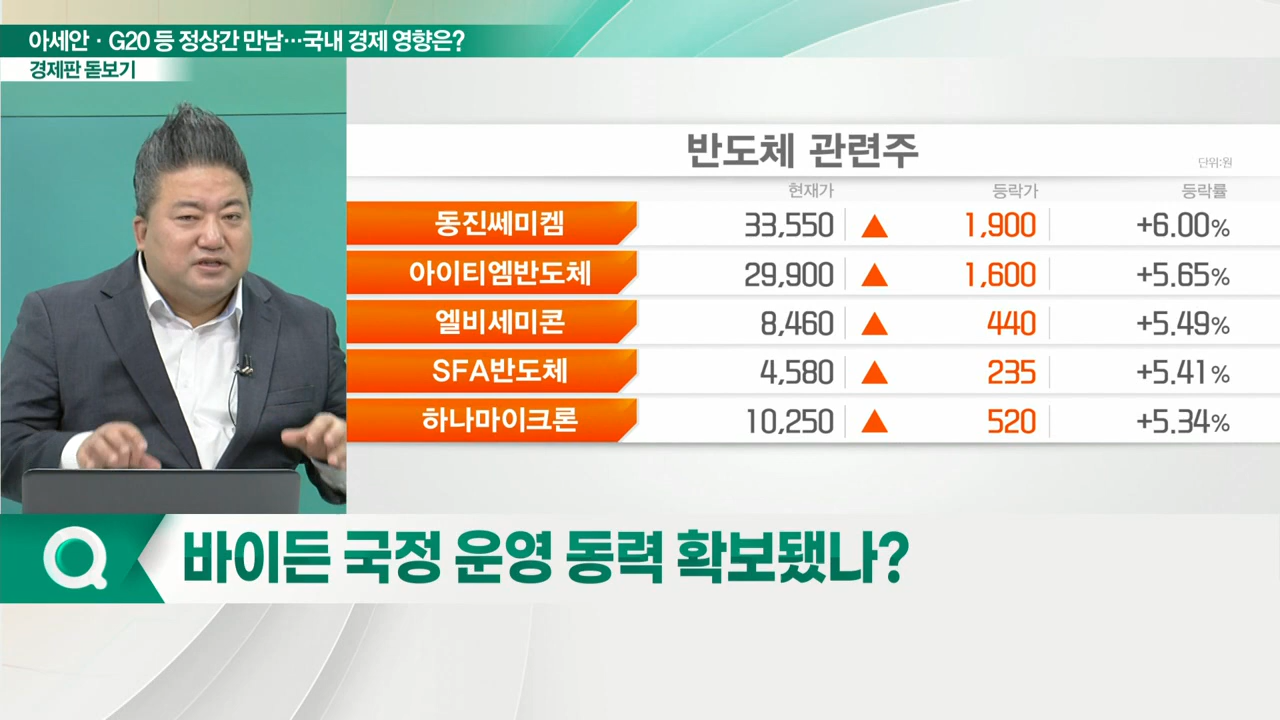 아세안·G20 등 정상간 만남…국내 경제 영향은?
경제판 돋보기
반도체 관련주
단위:원
현재가 등락가 등락률
동진쎄미켐 33,550 ▲ 1,900 +6.00%
아이티엠반도체 29,900 ▲ 1,600 +5.65%
엘비세미콘 8,460 ▲ 440 +5.49%
SFA반도체 4,580 ▲ 235 +5.41%
하나마이크론 10,250 ▲ 520 +5.34%
Q 바이든 국정 운영 동력 확보됐나?